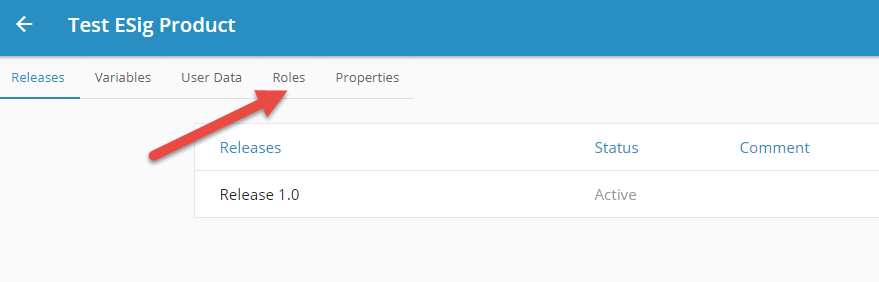 Test ESig Product
Releases Variables User Data Roles Properties
Releases Status Comment
Release 1.0 Active